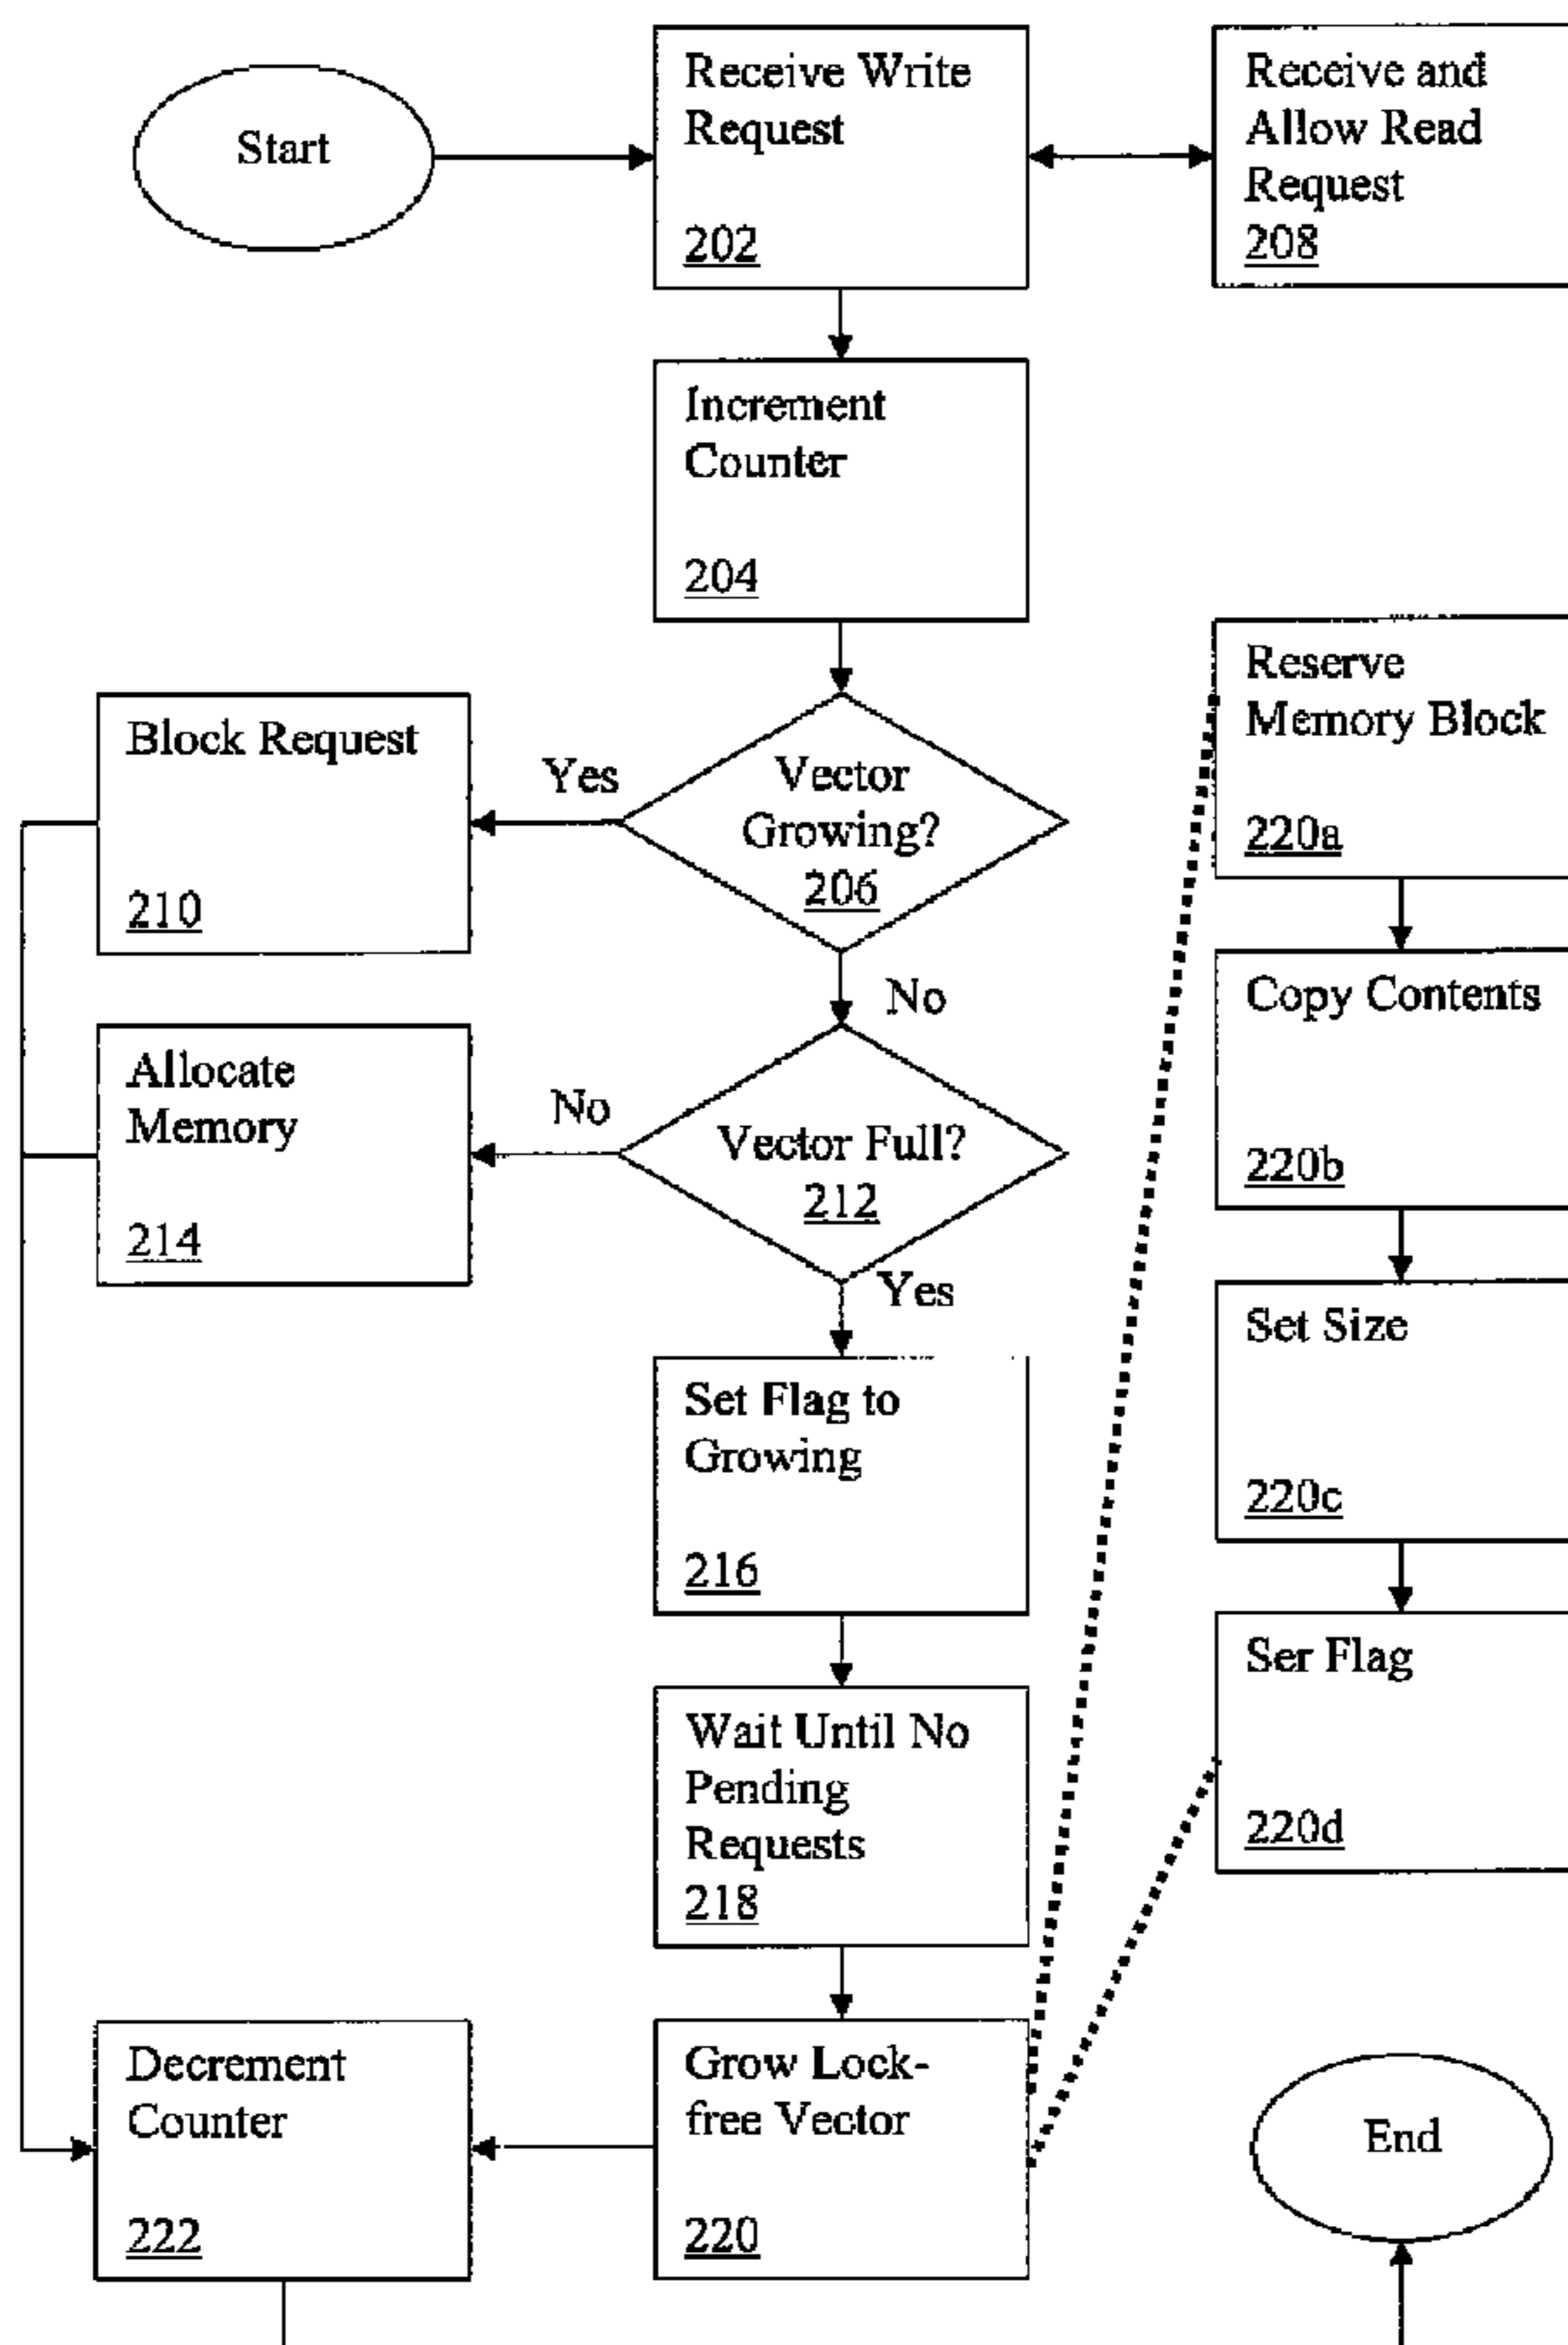 Start
Receive Write
Request
202
Receive and
Allow Read
Request
208
Increment
Counter
204
Vector
Growing?
206
Yes
No
Block Request
210
Vector Full?
212
No
Yes
Allocate
Memory
214
Set Flag to
Growing
216
Wait Until No
Pending
Requests
218
Grow Lock-
free Vector
220
Reserve
Memory Block
220a
Copy Contents
220b
Set Size
220c
Ser Flag
220d
Decrement
Counter
222
End